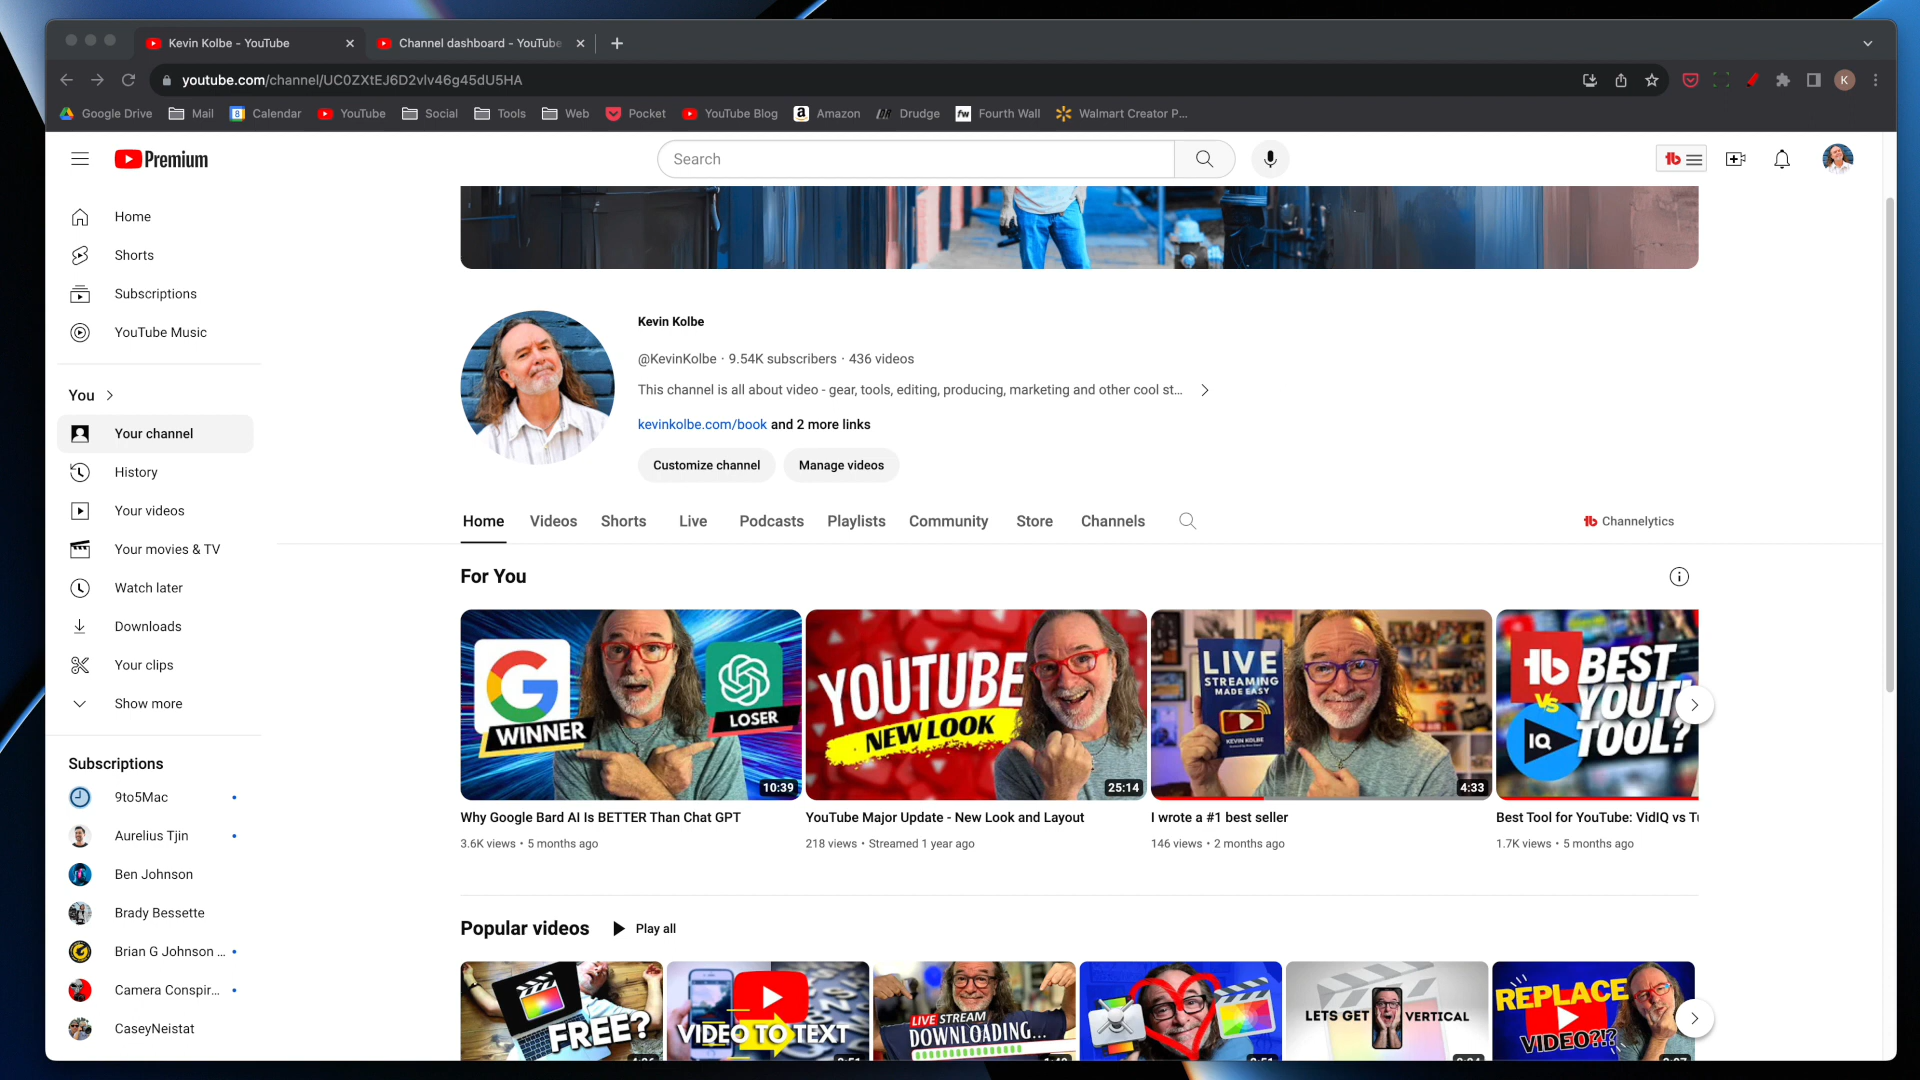 Kevin Kolbe - YouTube
Channel dashboard - YouTube
youtube.com/channel/UC0ZXtEJ6D2vlv46g45dU5HA
Google Drive
Mail
Calendar
YouTube
Social
Tools
Web
Pocket
YouTube Blog
Amazon
Drudge
Fourth Wall
Walmart Creator P...
K
Premium
Search
Home
Shorts
Subscriptions
YouTube Music
You
Your channel
History
Your videos
Your movies & TV
Watch later
Downloads
Your clips
Show more
Subscriptions
9to5Mac
Aurelius Tjin
Ben Johnson
Brady Bessette
Brian G Johnson ...
Camera Conspir...
CaseyNeistat
Kevin Kolbe
@KevinKolbe · 9.54K subscribers · 436 videos
This channel is all about video - gear, tools, editing, producing, marketing and other cool st...
kevinkolbe.com/book and 2 more links
Customize channel
Manage videos
Home Videos Shorts Live Podcasts Playlists Community Store Channels
Channelytics
For You
WINNER
LOSER
10:39
YOUTUBE
NEW LOOK
25:14
LIVE
STREAMING
MADE EASY
KEVIN KOLBE
4:33
tb
VS
IQ
BEST
YOUT
TOOL?
Why Google Bard AI Is BETTER Than Chat GPT
3.6K views • 5 months ago
YouTube Major Update - New Look and Layout
218 views • Streamed 1 year ago
I wrote a #1 best seller
146 views • 2 months ago
Best Tool for YouTube: VidIQ vs Tu
1.7K views • 5 months ago
Popular videos
Play all
FREE?
VIDEO TO TEXT
LIVE STREAM
DOWNLOADING...
LETS GET VERTICAL
REPLACE
VIDEO?!?